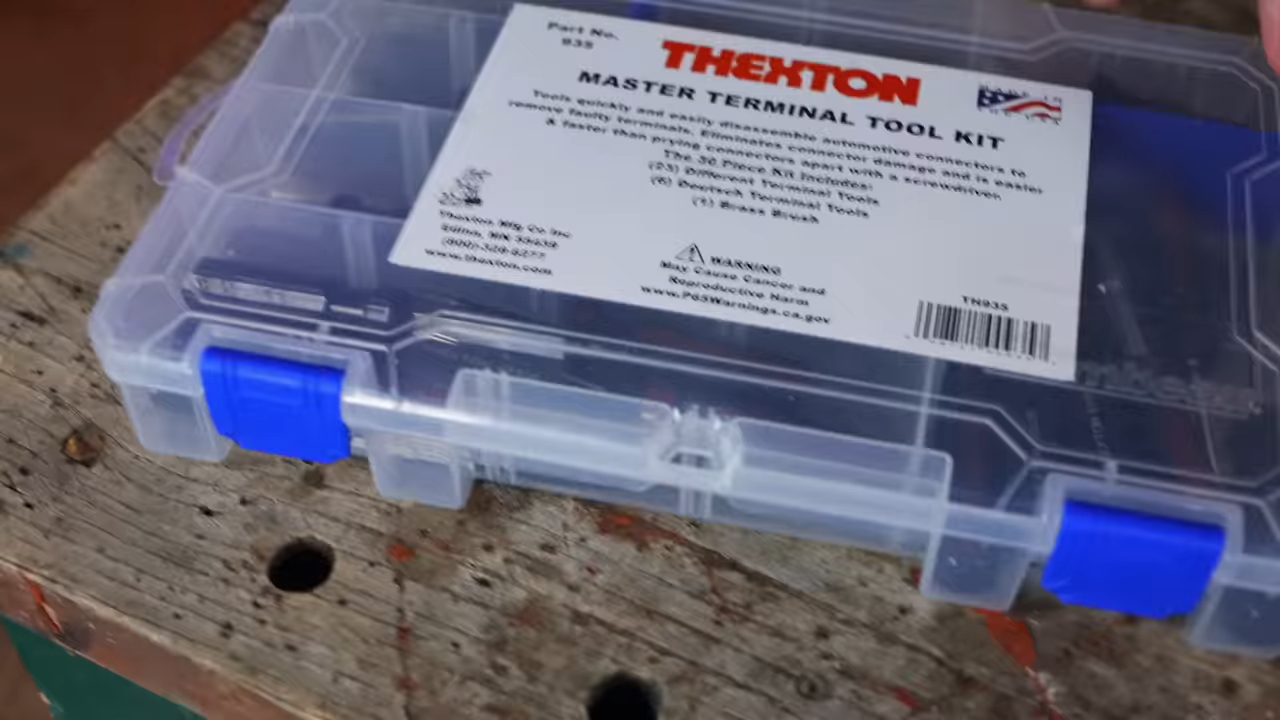 Part No.
935
THEXTON
MADE IN
MASTER TERMINAL TOOL KIT
Tools quickly and easily disassemble automotive connectors to
remove faulty terminals. Eliminates connector damage and is easier
& faster than prying connectors apart with a screwdriver.
The 30 Piece Kit Includes:
(23) Different Terminal Tools
(6) Deutsch Terminal Tools
(1) Brass Brush
Thexton Mfg Co Inc.
www.thexton.com
WARNING
May Cause Cancer and
Reproductive Harm
www.P65Warnings.ca.gov
TN935